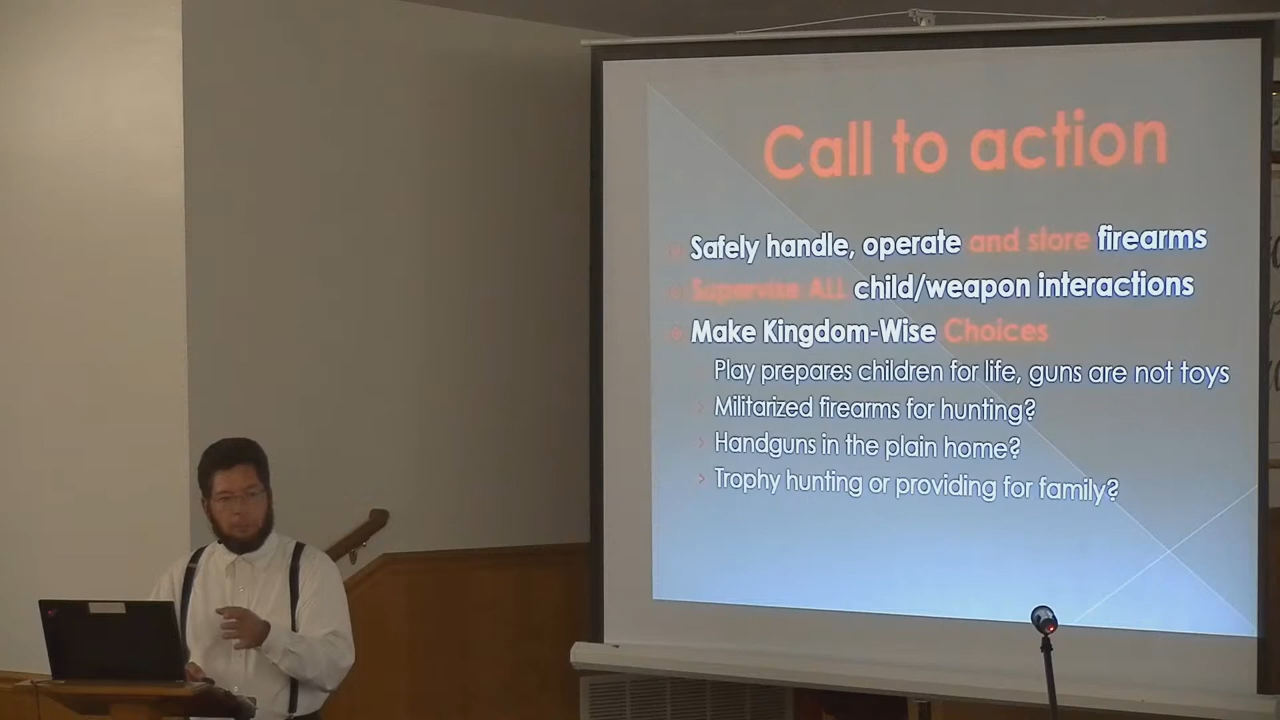 Call to action
Safely handle, operate and store firearms
Supervise ALL child/weapon interactions
Make Kingdom-Wise Choices
Play prepares children for life, guns are not toys
Militarized firearms for hunting?
Handguns in the plain home?
Trophy hunting or providing for family?